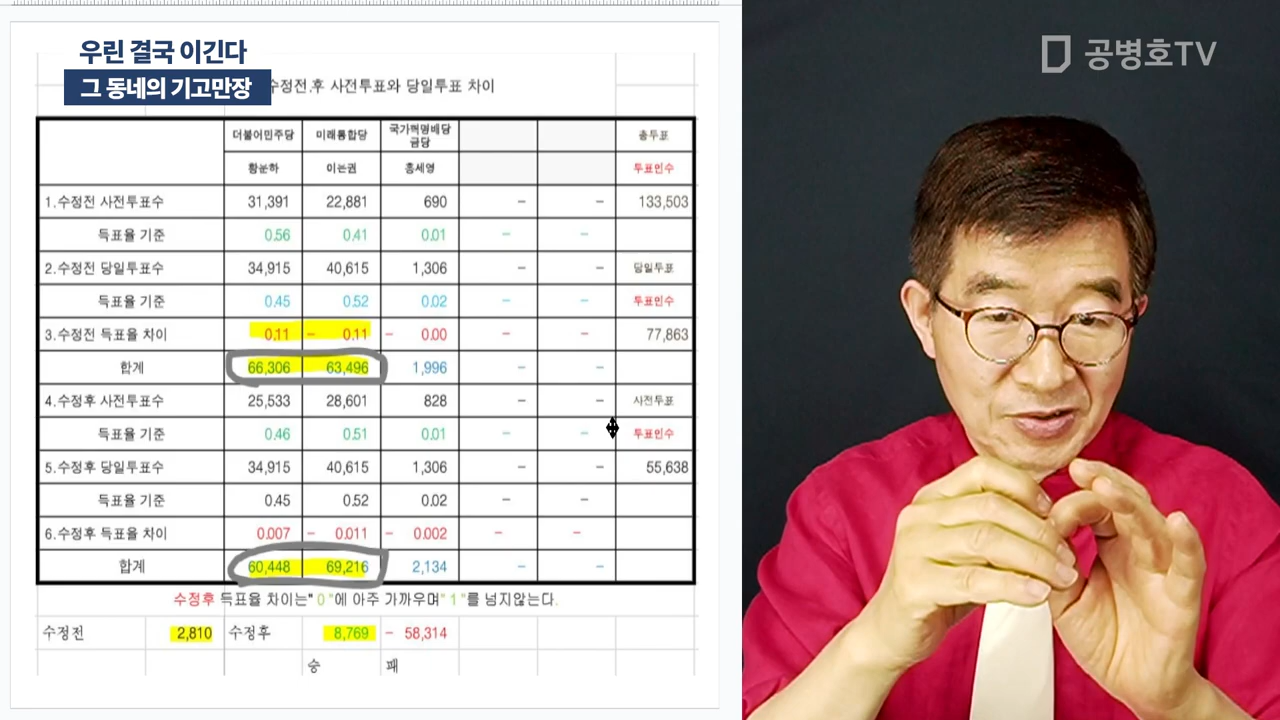 우린 결국 이긴다
그 동네의 기고만장
공병호TV
수정전.후 사전투표와 당일투표 차이
더불어민주당 미래통합당 국가혁명배당금당 총투표
황운하 이은권 홍세영 투표인수
1.수정전 사전투표수 31,391 22,881 690 – – 133,503
득표율 기준 0.56 0.41 0.01 – –
2.수정전 당일투표수 34,915 40,615 1,306 – – 당일투표
득표율 기준 0.45 0.52 0.02 – – 투표인수
3.수정전 득표율 차이 0.11 – 0.11 – 0.00 77,863
합계 66,306 63,496 1,996 – –
4.수정후 사전투표수 25,533 28,601 828 – – 사전투표
득표율 기준 0.46 0.51 0.01 – – 투표인수
5.수정후 당일투표수 34,915 40,615 1,306 – – 55,638
득표율 기준 0.45 0.52 0.02 – –
6.수정후 득표율 차이 0.007 – 0.011 – 0.002 – –
합계 60,448 69,216 2,134 – –
수정후 득표율 차이는" 0 "에 아주 가까우며" 1 "를 넘지않는다.
수정전 2,810 수정후 8,769 – 58,314
승 패